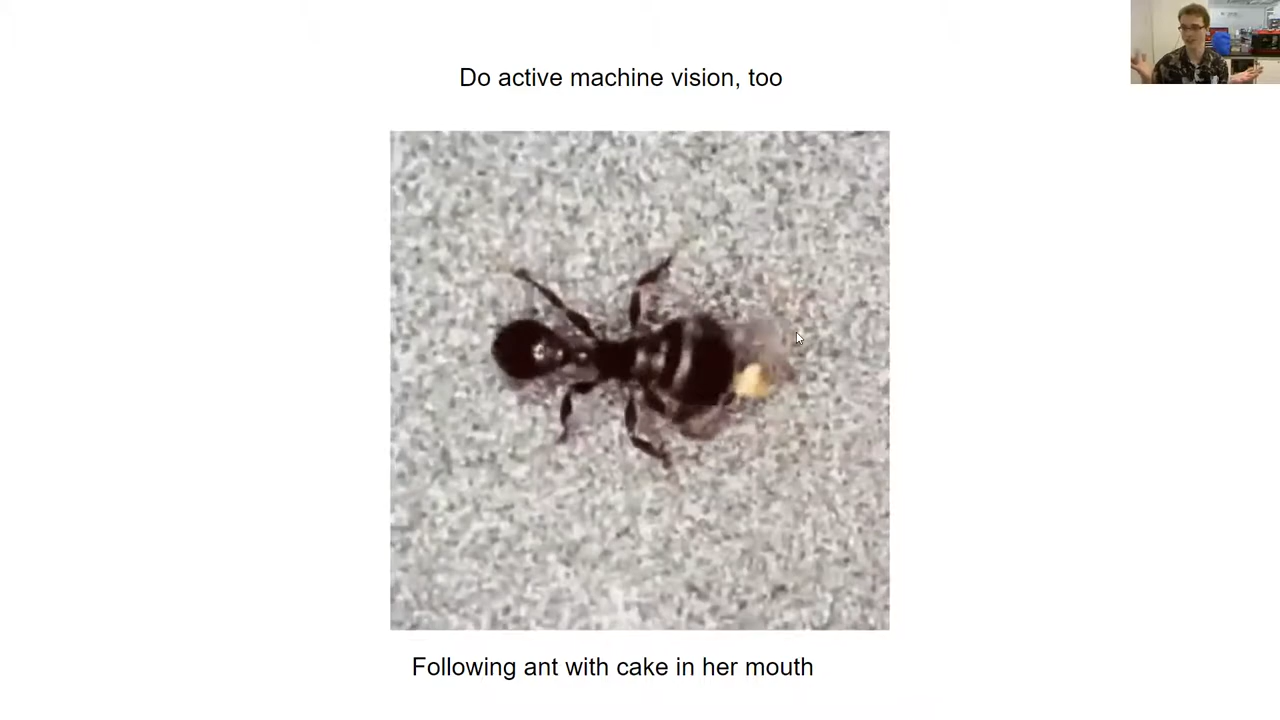 Do active machine vision, too
Following ant with cake in her mouth